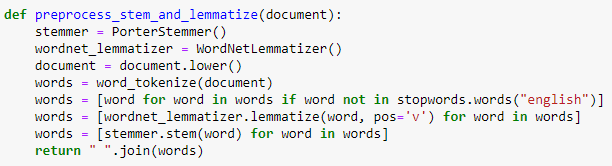 def preprocess_stem_and_lemmatize(document):
    stemmer = PorterStemmer()
    wordnet_lemmatizer = WordNetLemmatizer()
    document = document.lower()
    words = word_tokenize(document)
    words = [word for word in words if word not in stopwords.words("english")]
    words = [wordnet_lemmatizer.lemmatize(word, pos='v') for word in words]
    words = [stemmer.stem(word) for word in words]
    return " ".join(words)